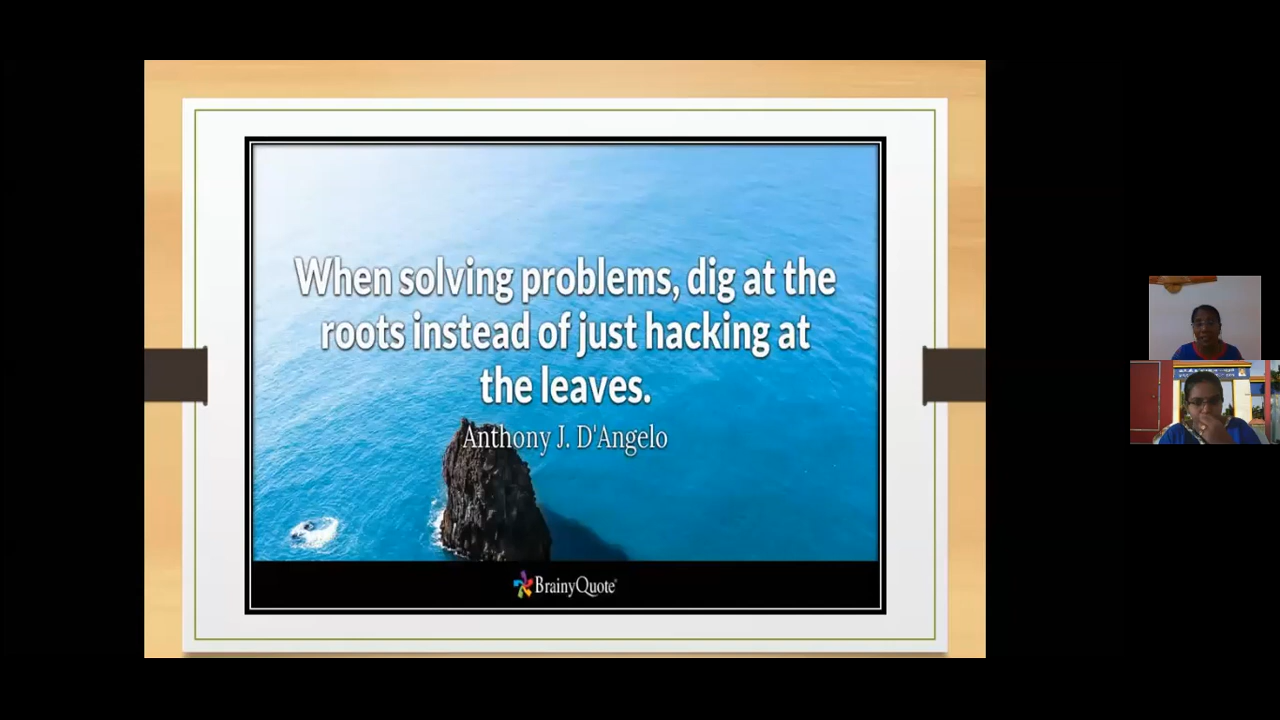 When solving problems, dig at the
roots instead of just hacking at
the leaves.
Anthony J. D'Angelo
BrainyQuote®